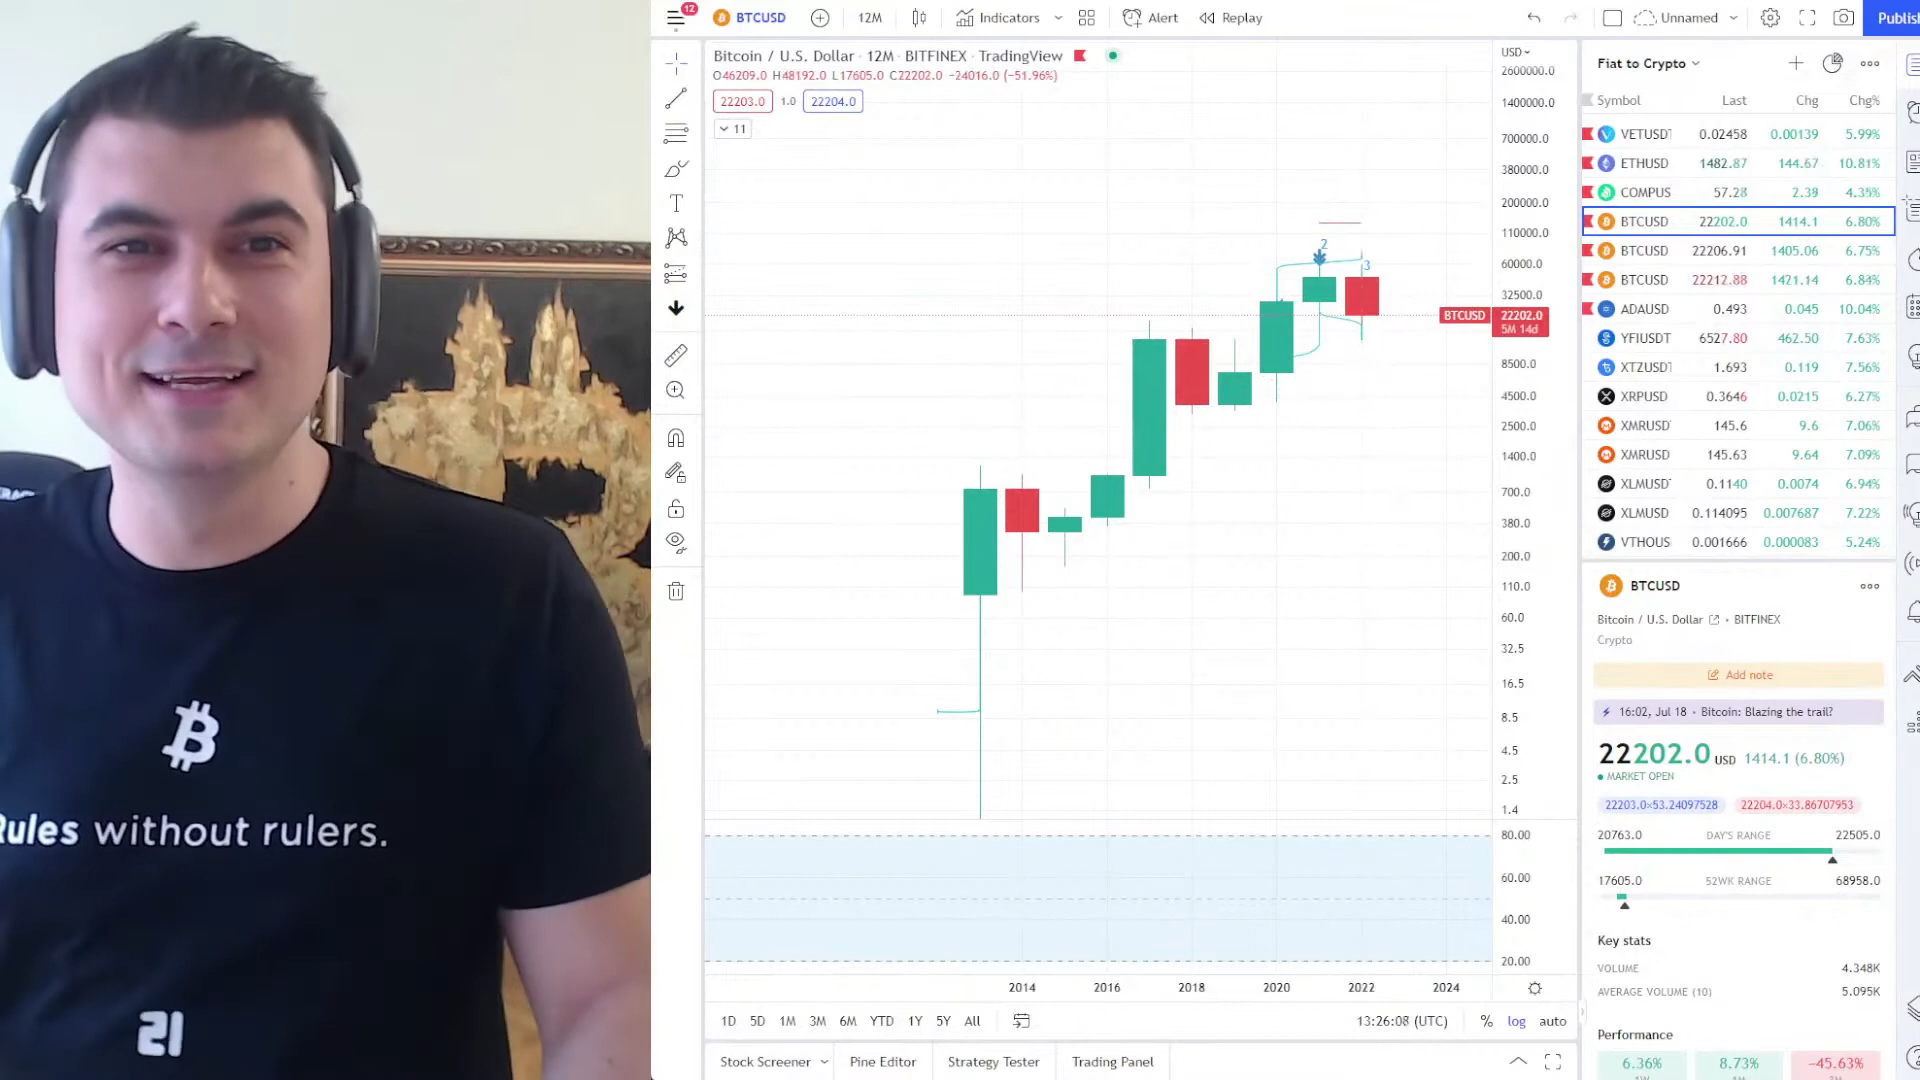 12
BTCUSD
12M
Indicators
Alert
Replay
Unnamed
Publis
Bitcoin / U.S. Dollar · 12M · BITFINEX · TradingView
O46209.0 H48192.0 L17605.0 C22202.0 −24016.0 (−51.96%)
22203.0 1.0 22204.0
11
USD
2600000.0
1400000.0
700000.0
380000.0
200000.0
110000.0
60000.0
32500.0
BTCUSD 22202.0
5M 14d
8500.0
4500.0
2500.0
1400.0
700.0
380.0
200.0
110.0
60.0
32.5
16.5
8.5
4.5
2.5
1.4
80.00
60.00
40.00
20.00
2
3
2014 2016 2018 2020 2022 2024
1D 5D 1M 3M 6M YTD 1Y 5Y All
13:26:08 (UTC) % log auto
Stock Screener Pine Editor Strategy Tester Trading Panel
Fiat to Crypto
Symbol Last Chg Chg%
VETUSDT 0.02458 0.00139 5.99%
ETHUSD 1482.87 144.67 10.81%
COMPUS 57.28 2.39 4.35%
BTCUSD 22202.0 1414.1 6.80%
BTCUSD 22206.91 1405.06 6.75%
BTCUSD 22212.88 1421.14 6.84%
ADAUSD 0.493 0.045 10.04%
YFIUSDT 6527.80 462.50 7.63%
XTZUSDT 1.693 0.119 7.56%
XRPUSD 0.3646 0.0215 6.27%
XMRUSD 145.6 9.6 7.06%
XMRUSD 145.63 9.64 7.09%
XLMUSD 0.1140 0.0074 6.94%
XLMUSD 0.114095 0.007687 7.22%
VTHOUS 0.001666 0.000083 5.24%
BTCUSD
Bitcoin / U.S. Dollar · BITFINEX
Crypto
Add note
16:02, Jul 18 · Bitcoin: Blazing the trail?
22202.0 USD 1414.1 (6.80%)
MARKET OPEN
22203.0×53.24097528 22204.0×33.86707953
20763.0 DAY'S RANGE 22505.0
17605.0 52WK RANGE 68958.0
Key stats
VOLUME 4.348K
AVERAGE VOLUME (10) 5.095K
Performance
6.36% 8.73% −45.63%
Rules without rulers.
21